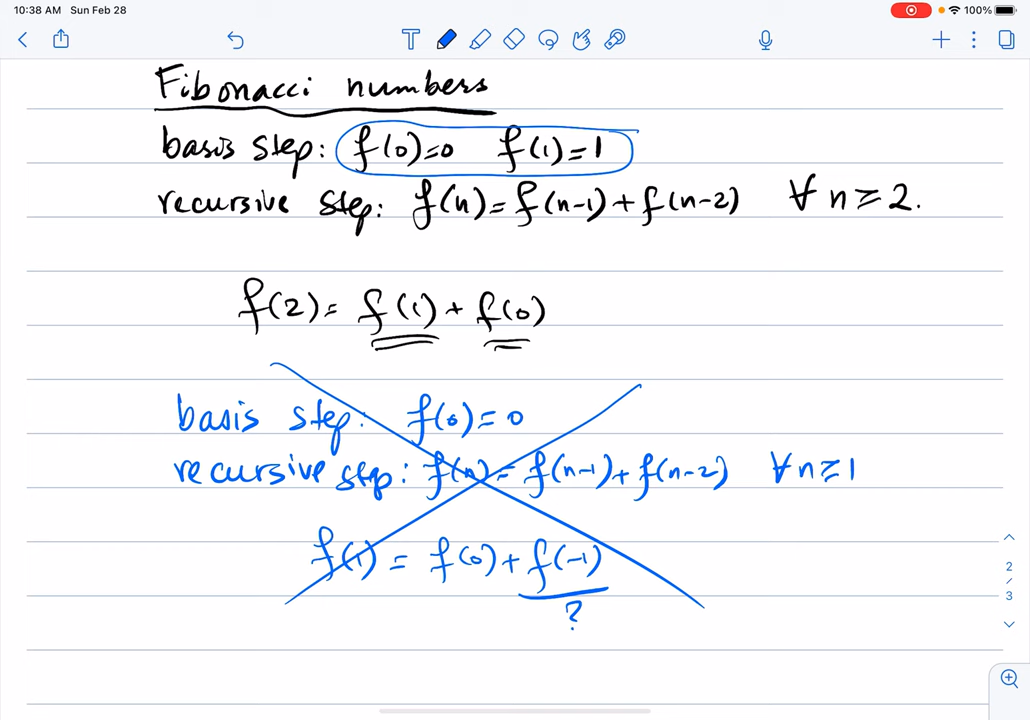 10:38 AM Sun Feb 28 100%
T
Fibonacci numbers
basis step: f(0)=0 f(1)=1
recursive step: f(n)=f(n-1)+f(n-2) ∀ n≥2.
f(2)= f(1)+f(0)
basis step: f(0)=0
recursive step: f(n)=f(n-1)+f(n-2) ∀n≥1
f(1) = f(0)+f(-1)
?
2
/
3